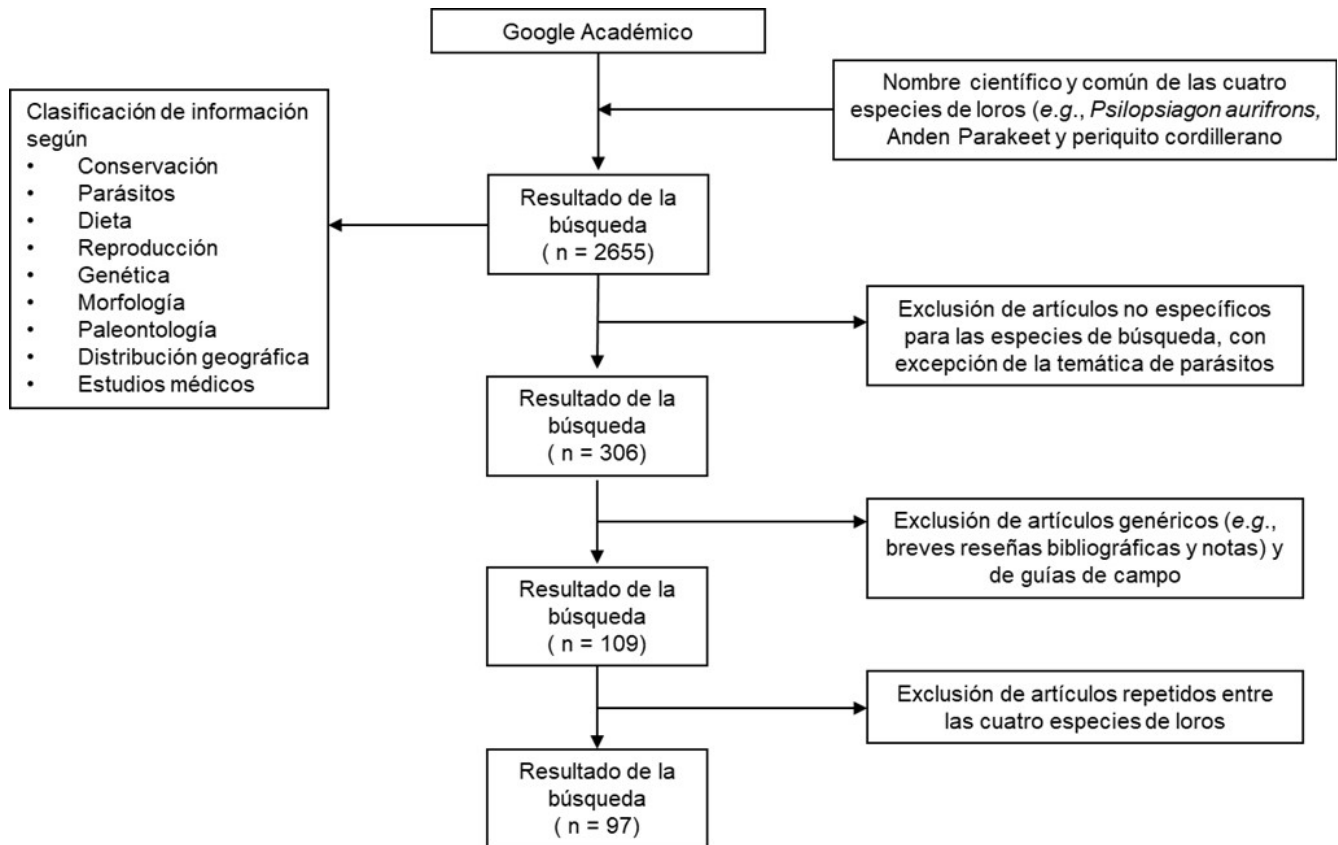 Google Académico
Nombre científico y común de las cuatro
especies de loros (e.g., Psilopsiagon aurifrons,
Anden Parakeet y periquito cordillerano
Clasificación de información
según
• Conservación
• Parásitos
• Dieta
• Reproducción
• Genética
• Morfología
• Paleontología
• Distribución geográfica
• Estudios médicos
Resultado de la
búsqueda
( n = 2655)
Exclusión de artículos no específicos
para las especies de búsqueda, con
excepción de la temática de parásitos
Resultado de la
búsqueda
( n = 306)
Exclusión de artículos genéricos (e.g.,
breves reseñas bibliográficas y notas) y
de guías de campo
Resultado de la
búsqueda
( n = 109)
Exclusión de artículos repetidos entre
las cuatro especies de loros
Resultado de la
búsqueda
( n = 97)